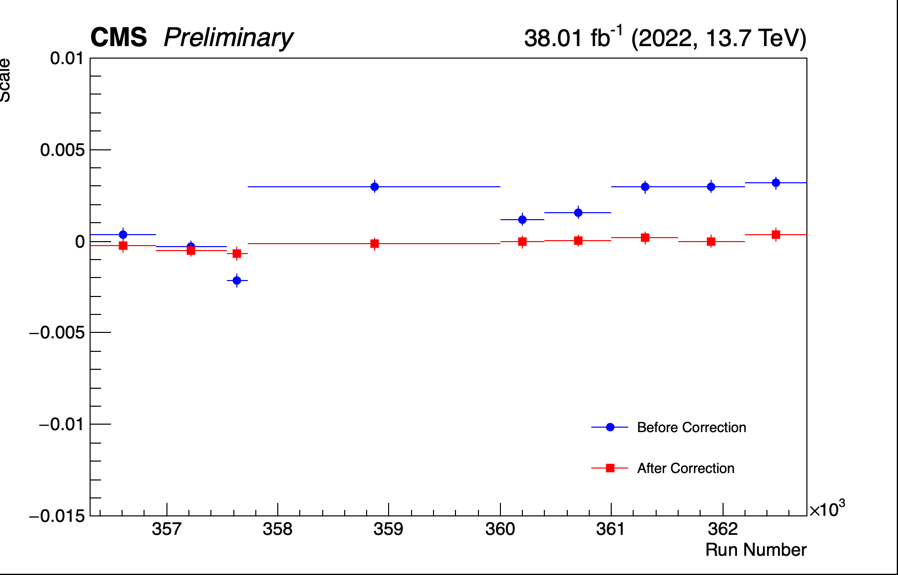 CMS Preliminary 38.01 fb⁻¹ (2022, 13.7 TeV)
Scale
0.01
0.005
0
−0.005
−0.01
−0.015
Before Correction
After Correction
357 358 359 360 361 362 ×10³
Run Number